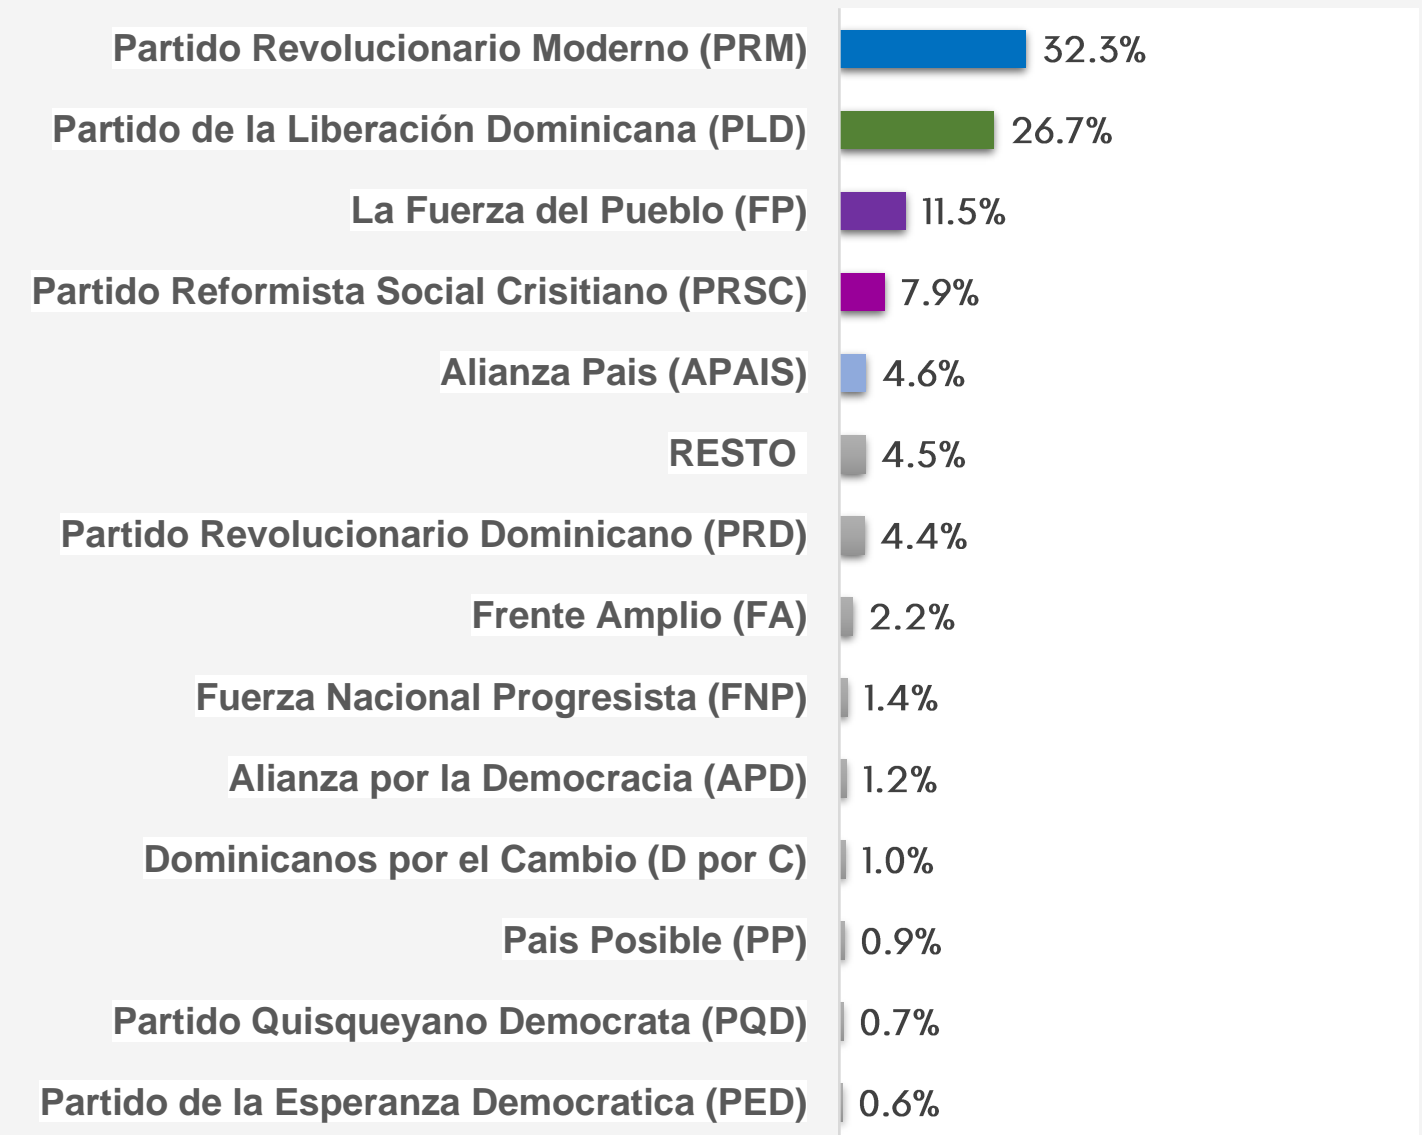 Partido Revolucionario Moderno (PRM) 32.3%
Partido de la Liberación Dominicana (PLD) 26.7%
La Fuerza del Pueblo (FP) 11.5%
Partido Reformista Social Crisitiano (PRSC) 7.9%
Alianza Pais (APAIS) 4.6%
RESTO 4.5%
Partido Revolucionario Dominicano (PRD) 4.4%
Frente Amplio (FA) 2.2%
Fuerza Nacional Progresista (FNP) 1.4%
Alianza por la Democracia (APD) 1.2%
Dominicanos por el Cambio (D por C) 1.0%
Pais Posible (PP) 0.9%
Partido Quisqueyano Democrata (PQD) 0.7%
Partido de la Esperanza Democratica (PED) 0.6%